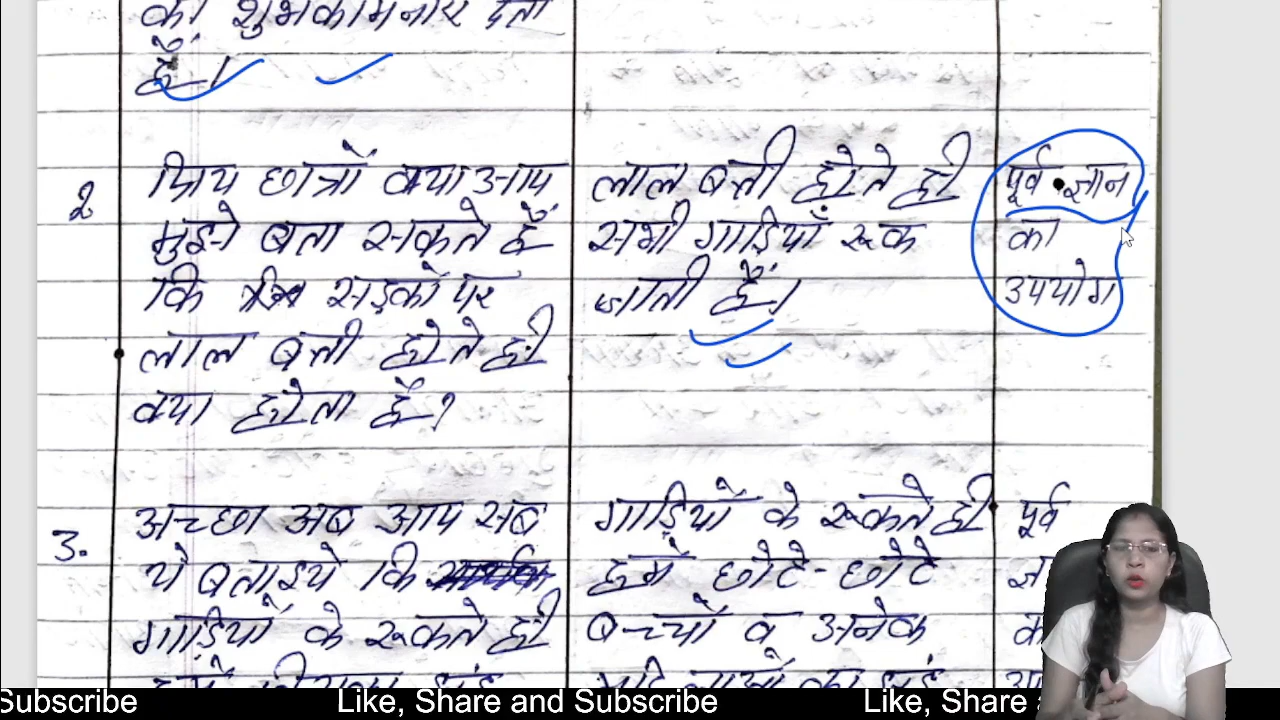 की शुभकामनाएं देता
हैं।
2 प्रिय छात्रों क्या आप
मुझे बता सकते हैं
कि सड़कों पर
लाल बत्ती होते ही
क्या होता है?
लाल बत्ती होते ही
सभी गाड़ियाँ रूक
जाती हैं।
पूर्व ज्ञान
का
उपयोग
3. अच्छा अब आप सब
ये बताइये कि
गाड़ियों के रूकते ही
गाड़ियों के रूकते ही
हमें छोटे-छोटे
बच्चों व अनेक
पूर्व
Subscribe
Like, Share and Subscribe
Like, Share